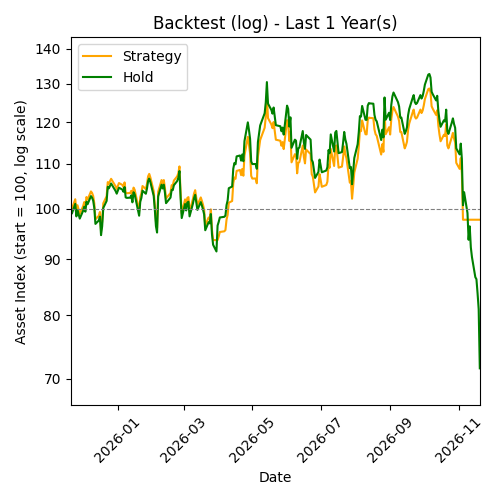 Backtest (log) - Last 1 Year(s)
Strategy
Hold
Asset Index (start = 100, log scale)
140
130
120
110
100
90
80
70
2026-01
2026-03
2026-05
2026-07
2026-09
2026-11
Date